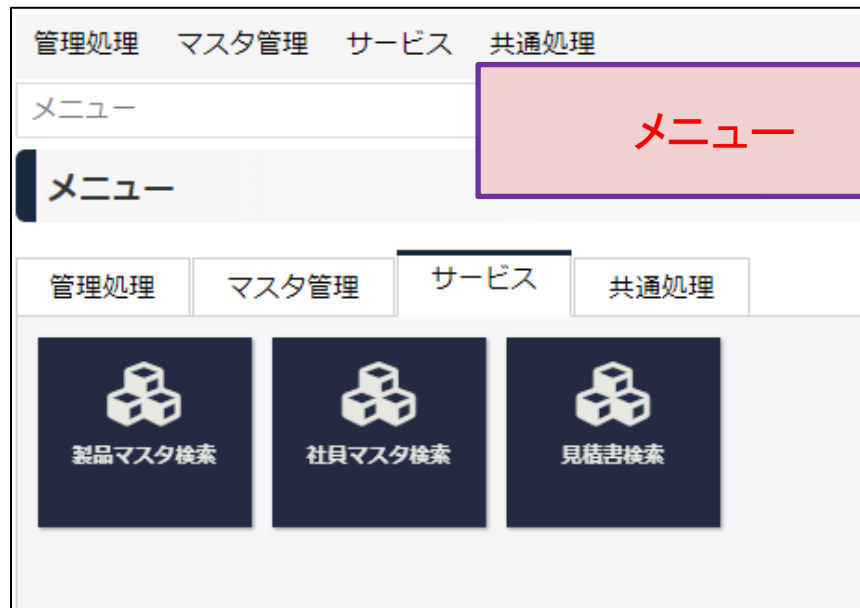 管理処理 マスタ管理 サービス 共通処理
メニュー
メニュー
メニュー
管理処理 マスタ管理 サービス 共通処理
製品マスタ検索 社員マスタ検索 見積書検索